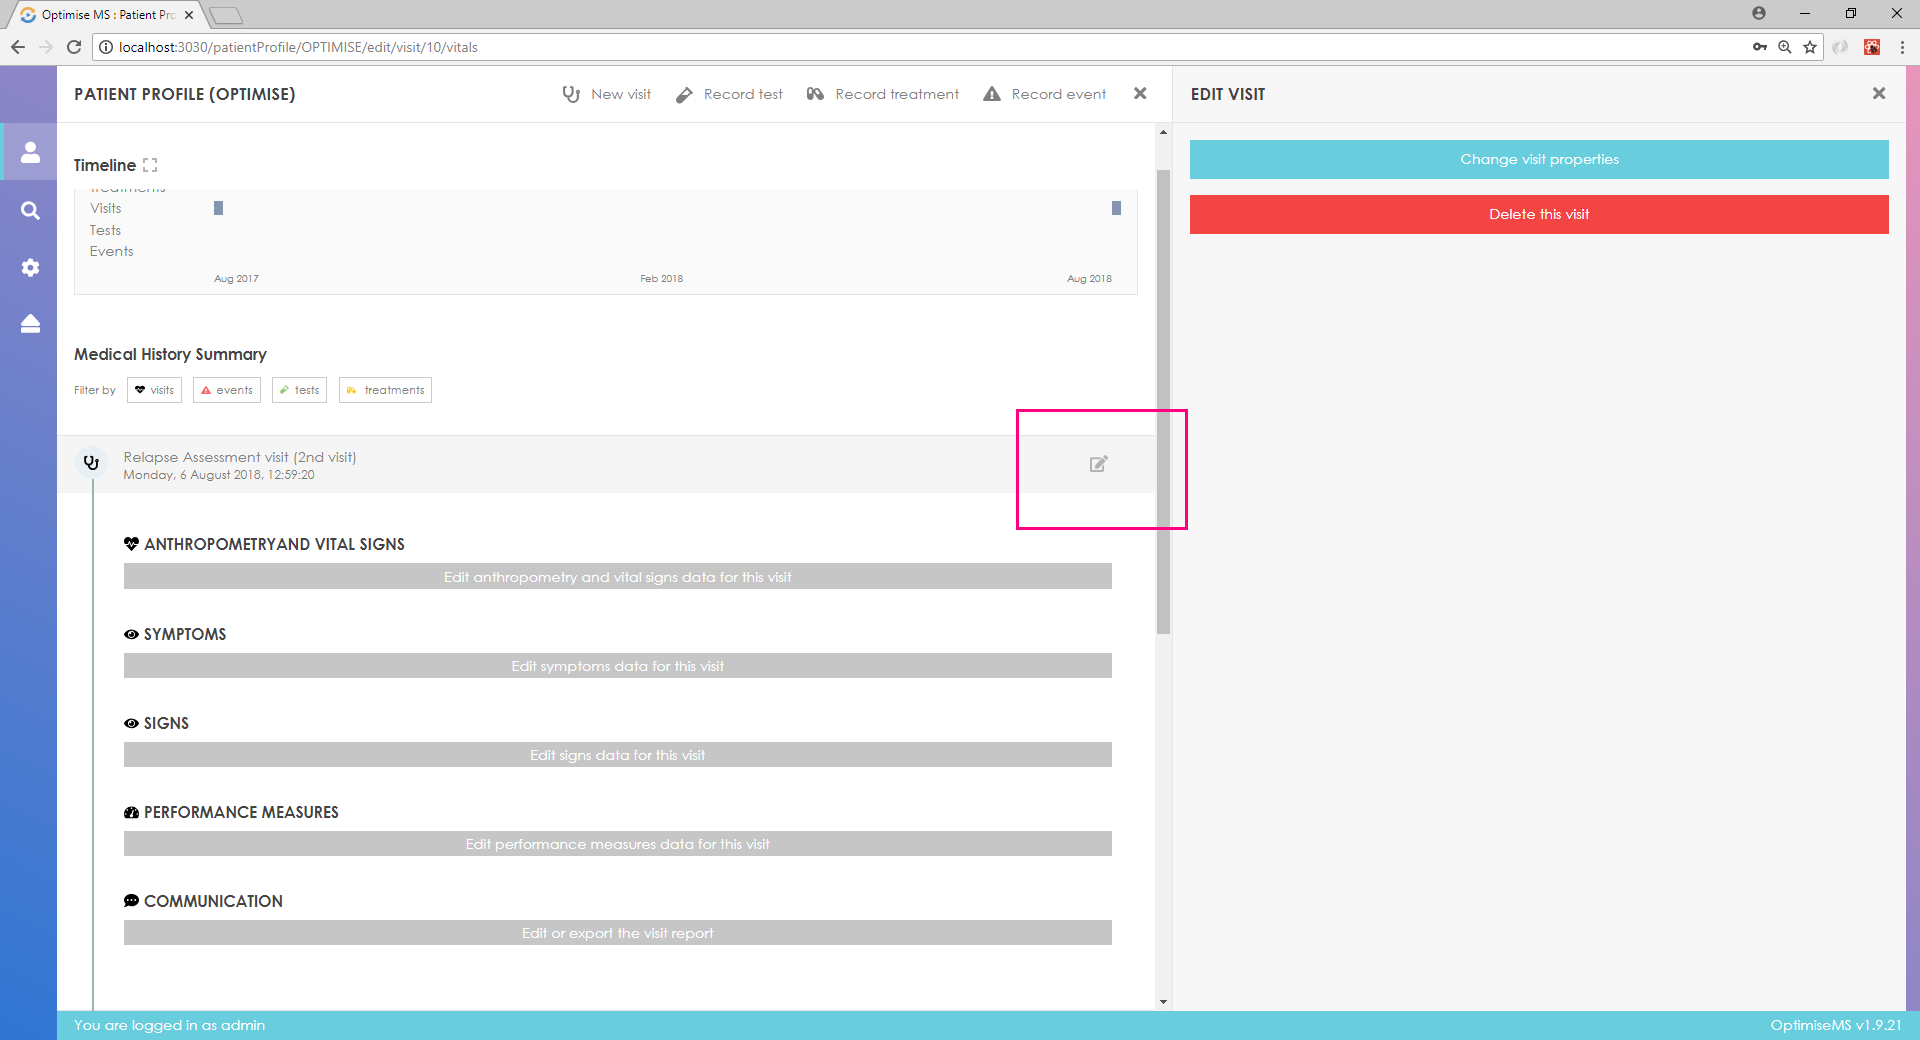 Optimise MS : Patient Pro
localhost:3030/patientProfile/OPTIMISE/edit/visit/10/vitals
PATIENT PROFILE (OPTIMISE)
New visit
Record test
Record treatment
Record event
EDIT VISIT
Change visit properties
Delete this visit
Timeline
Treatments
Visits
Tests
Events
Aug 2017
Feb 2018
Aug 2018
Medical History Summary
Filter by
visits
events
tests
treatments
Relapse Assessment visit (2nd visit)
Monday, 6 August 2018, 12:59:20
ANTHROPOMETRYAND VITAL SIGNS
Edit anthropometry and vital signs data for this visit
SYMPTOMS
Edit symptoms data for this visit
SIGNS
Edit signs data for this visit
PERFORMANCE MEASURES
Edit performance measures data for this visit
COMMUNICATION
Edit or export the visit report
You are logged in as admin
OptimiseMS v1.9.21